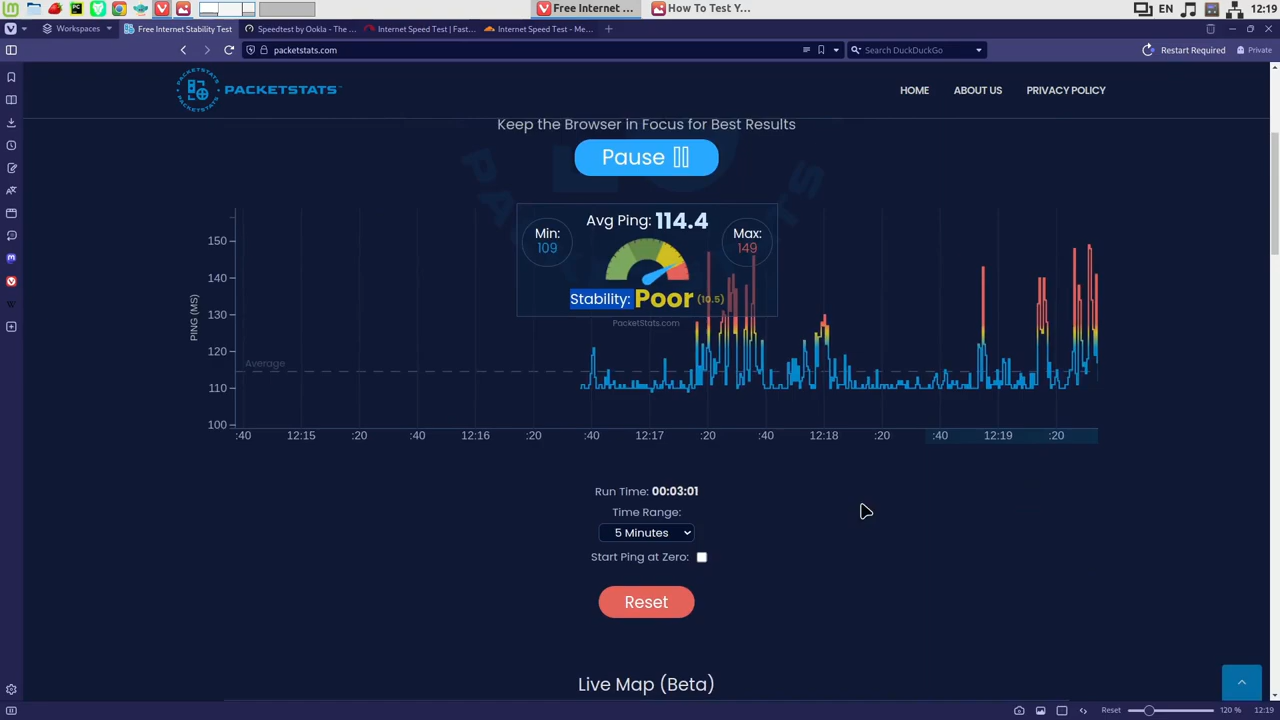 Free Internet ...
How To Test Y...
EN
12:19
Workspaces
Free Internet Stability Test
Speedtest by Ookla - The ...
Internet Speed Test | Fast...
Internet Speed Test - Me...
packetstats.com
Search DuckDuckGo
Restart Required
Private
PACKETSTATS
HOME
ABOUT US
PRIVACY POLICY
Keep the Browser in Focus for Best Results
Pause
Avg Ping: 114.4
Min:
109
Max:
149
Stability: Poor (10.5)
PacketStats.com
PING (MS)
150
140
130
120
110
100
Average
:40 12:15 :20 :40 12:16 :20 :40 12:17 :20 :40 12:18 :20 :40 12:19 :20
Run Time: 00:03:01
Time Range:
5 Minutes
Start Ping at Zero:
Reset
Live Map (Beta)
Reset
120 %
12:19